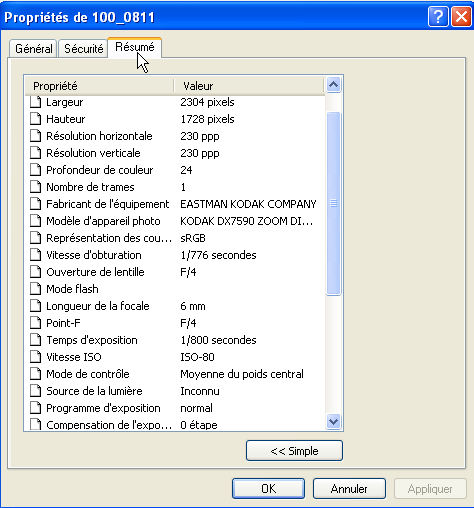 Propriétés de 100_0811
Général Sécurité Résumé
Propriété Valeur
Largeur 2304 pixels
Hauteur 1728 pixels
Résolution horizontale 230 ppp
Résolution verticale 230 ppp
Profondeur de couleur 24
Nombre de trames 1
Fabricant de l'équipement EASTMAN KODAK COMPANY
Modèle d'appareil photo KODAK DX7590 ZOOM DI...
Représentation des cou... sRGB
Vitesse d'obturation 1/776 secondes
Ouverture de lentille F/4
Mode flash
Longueur de la focale 6 mm
Point-F F/4
Temps d'exposition 1/800 secondes
Vitesse ISO ISO-80
Mode de contrôle Moyenne du poids central
Source de la lumière Inconnu
Programme d'exposition normal
Compensation de l'expo... 0 étape
<< Simple
OK Annuler Appliquer